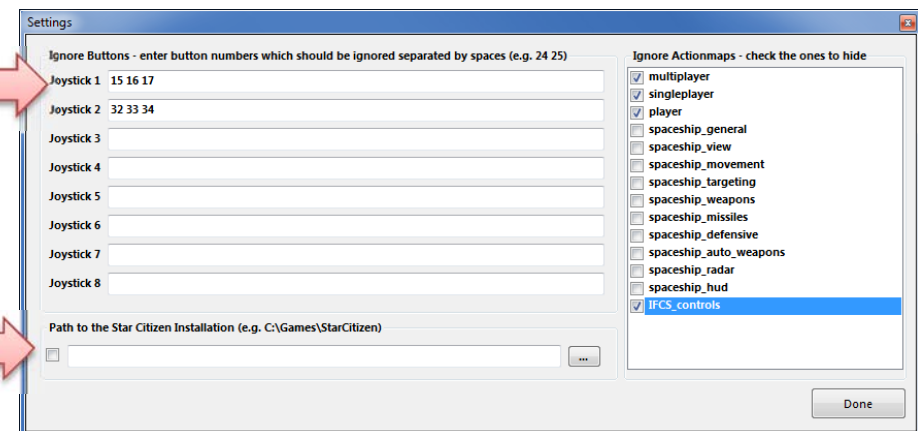 Settings
Ignore Buttons - enter button numbers which should be ignored separated by spaces (e.g. 24 25)
Joystick 1 15 16 17
Joystick 2 32 33 34
Joystick 3
Joystick 4
Joystick 5
Joystick 6
Joystick 7
Joystick 8
Path to the Star Citizen Installation (e.g. C:\Games\StarCitizen)
...
Ignore Actionmaps - check the ones to hide
multiplayer
singleplayer
player
spaceship_general
spaceship_view
spaceship_movement
spaceship_targeting
spaceship_weapons
spaceship_missiles
spaceship_defensive
spaceship_auto_weapons
spaceship_radar
spaceship_hud
IFCS_controls
Done